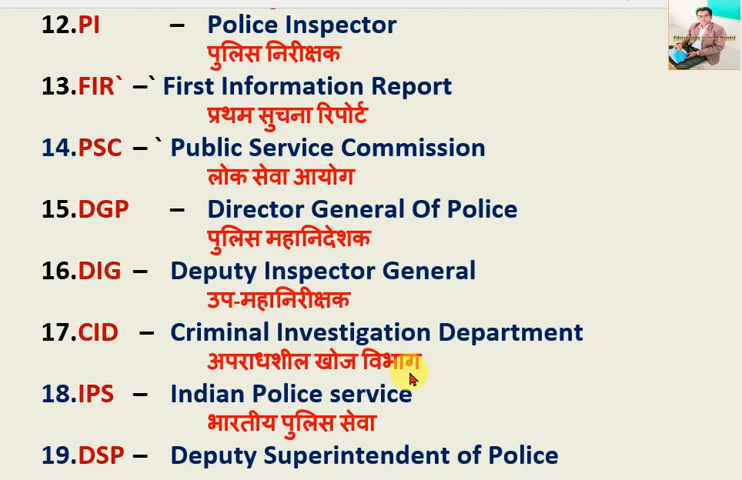 12.PI – Police Inspector
पुलिस निरीक्षक
13.FIR` –` First Information Report
प्रथम सुचना रिपोर्ट
14.PSC –` Public Service Commission
लोक सेवा आयोग
15.DGP – Director General Of Police
पुलिस महानिदेशक
16.DIG – Deputy Inspector General
उप-महानिरीक्षक
17.CID – Criminal Investigation Department
अपराधशील खोज विभाग
18.IPS – Indian Police service
भारतीय पुलिस सेवा
19.DSP – Deputy Superintendent of Police